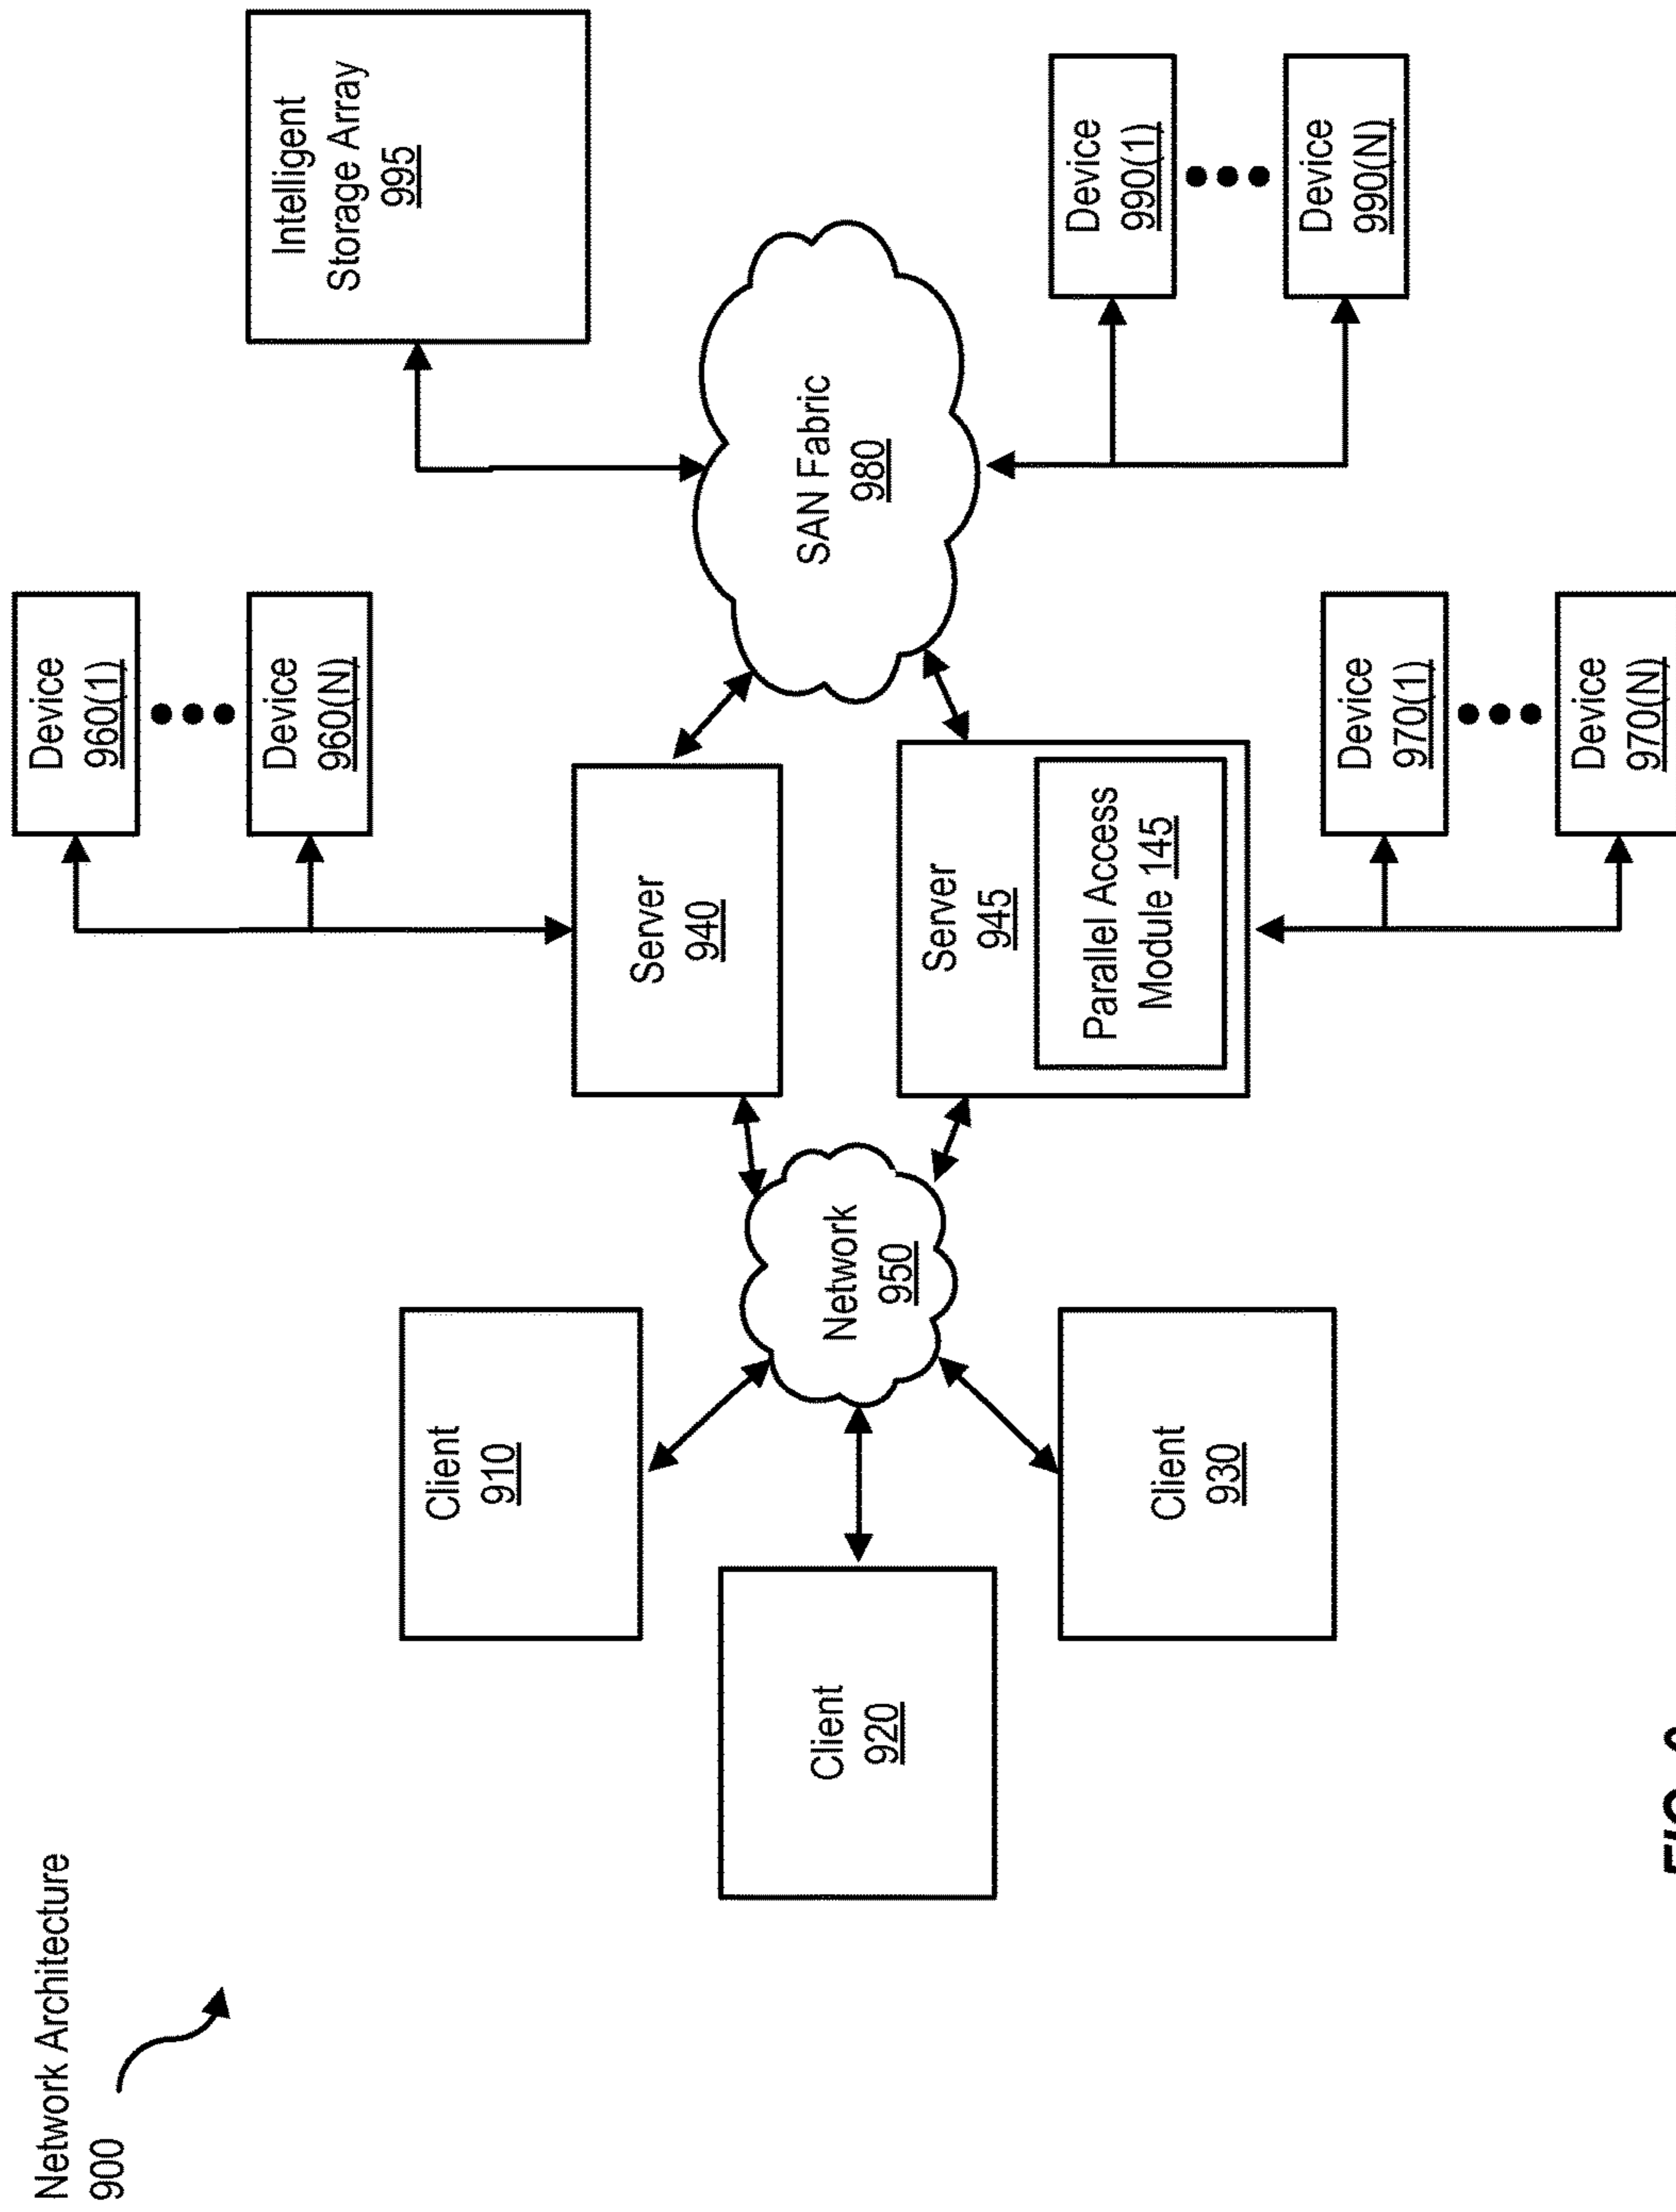 Network Architecture
900
Device
960(1)
Device
960(N)
Intelligent
Storage Array
995
Client
910
Server
940
Client
920
Network
950
SAN Fabric
980
Server
945
Parallel Access
Module 145
Client
930
Device
990(1)
Device
990(N)
Device
970(1)
Device
970(N)